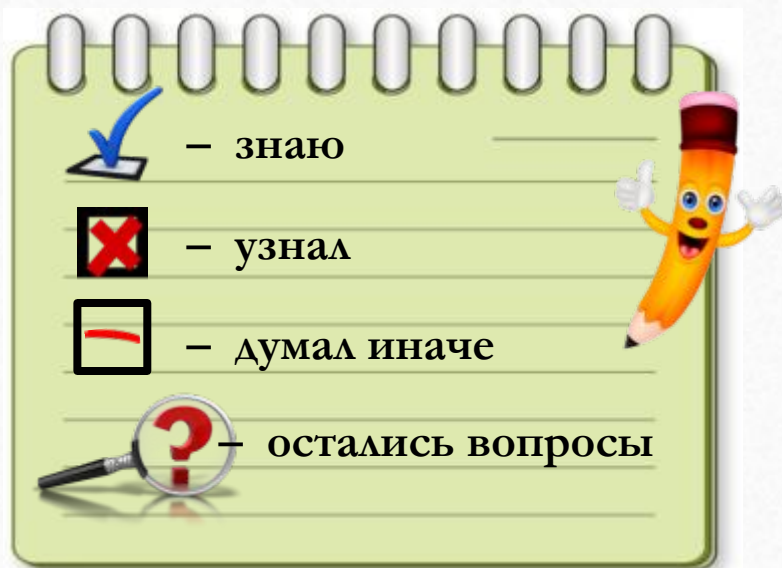 – знаю
– узнал
– думал иначе
? – остались вопросы